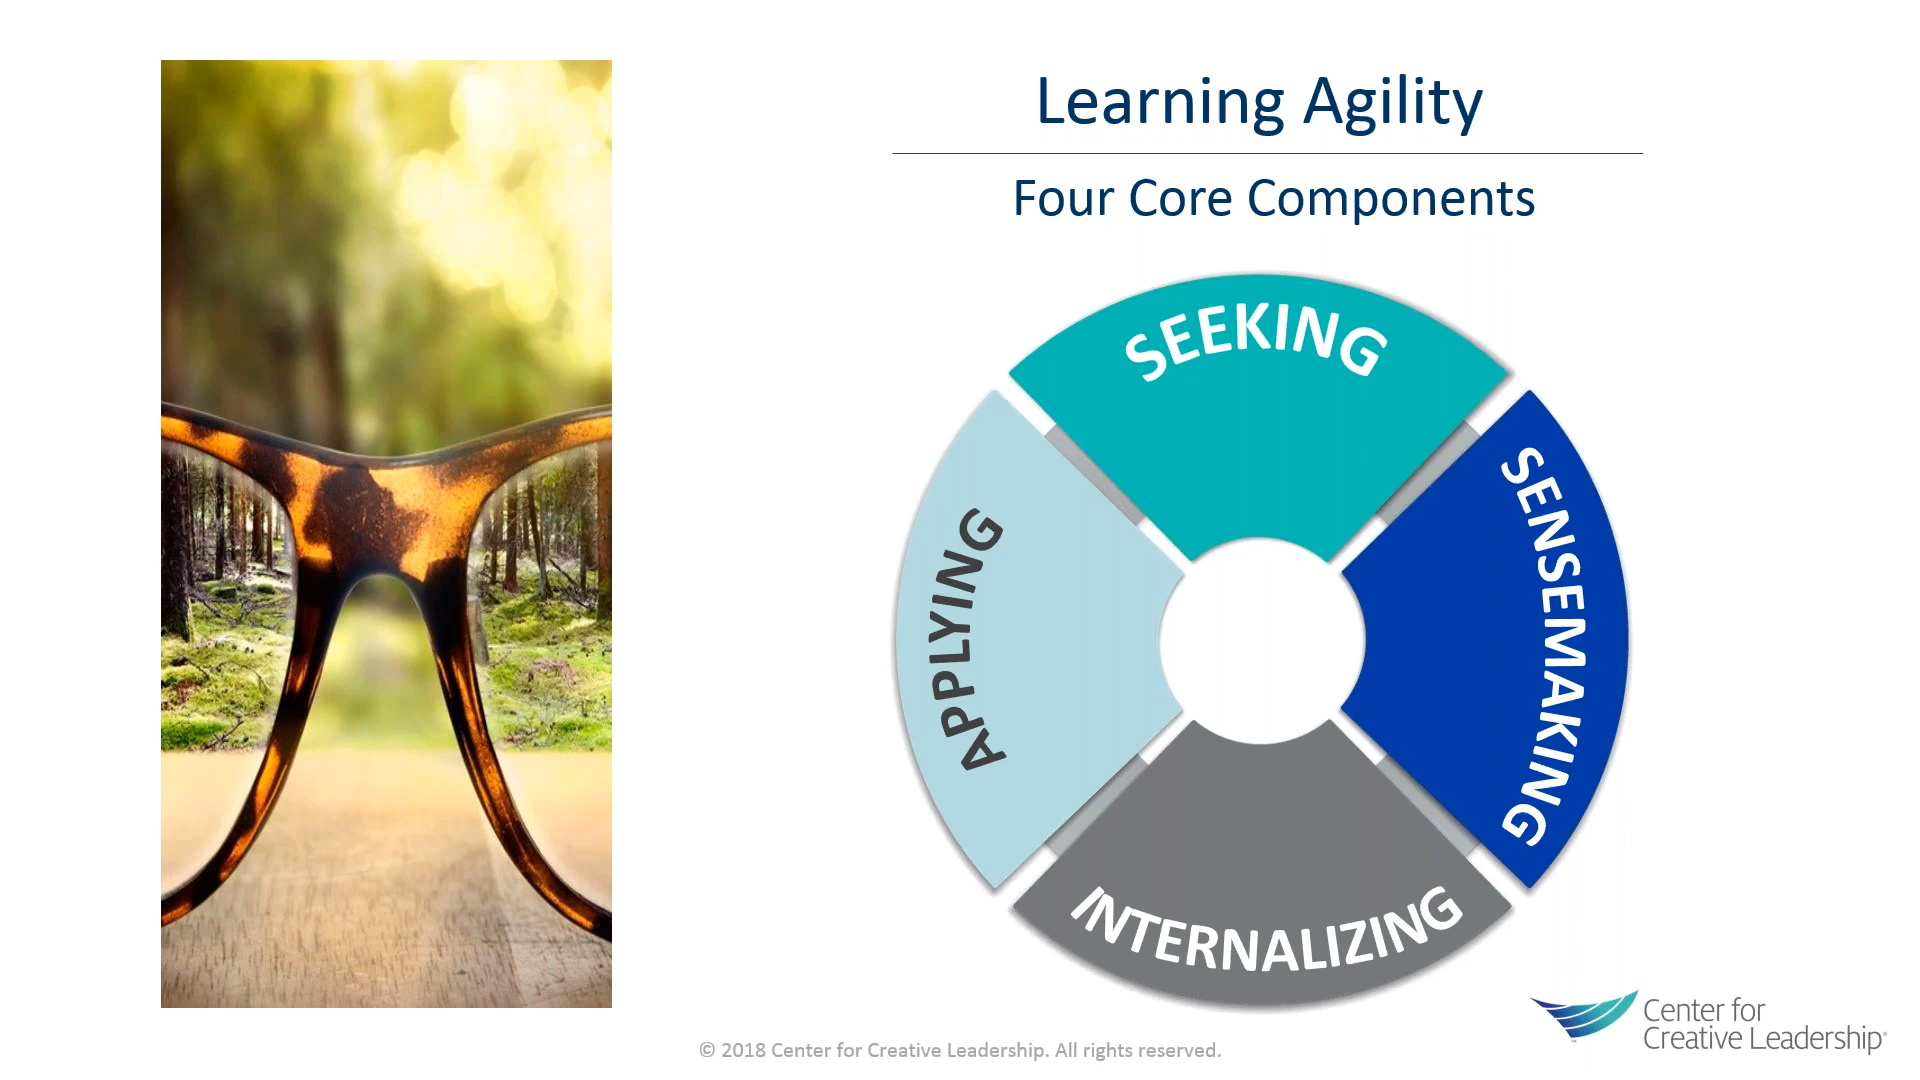 Learning Agility
Four Core Components
SEEKING
SENSEMAKING
INTERNALIZING
APPLYING
Center for
Creative Leadership®
© 2018 Center for Creative Leadership. All rights reserved.